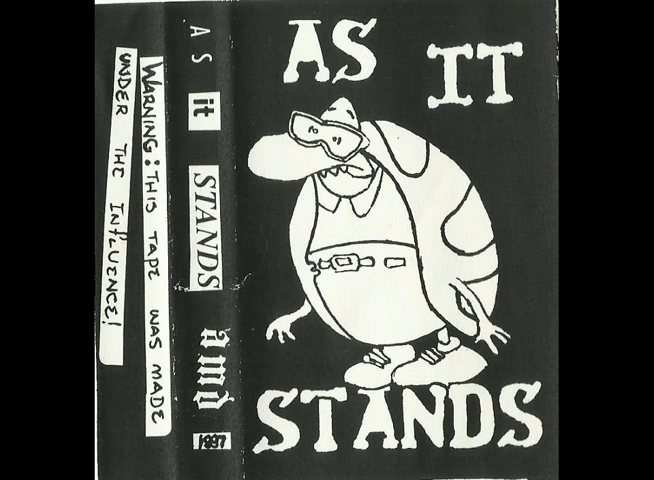 WARNING: THIS TAPE WAS MADE
UNDER THE INFLUENCE!
AS it STANDS amd 1997
AS IT
STANDS